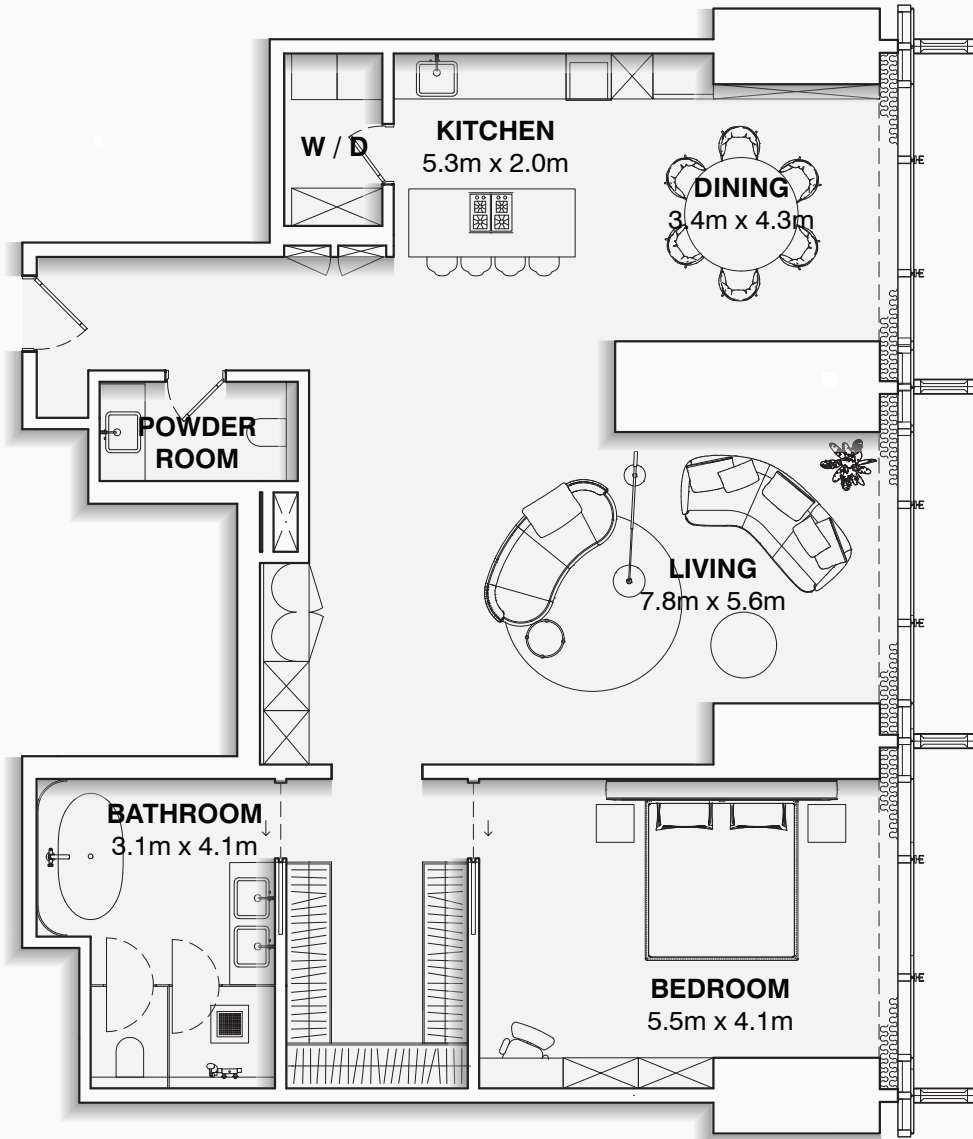 KITCHEN
5.3m x 2.0m
W / D
DINING
3.4m x 4.3m
POWDER
ROOM
LIVING
7.8m x 5.6m
BATHROOM
3.1m x 4.1m
BEDROOM
5.5m x 4.1m